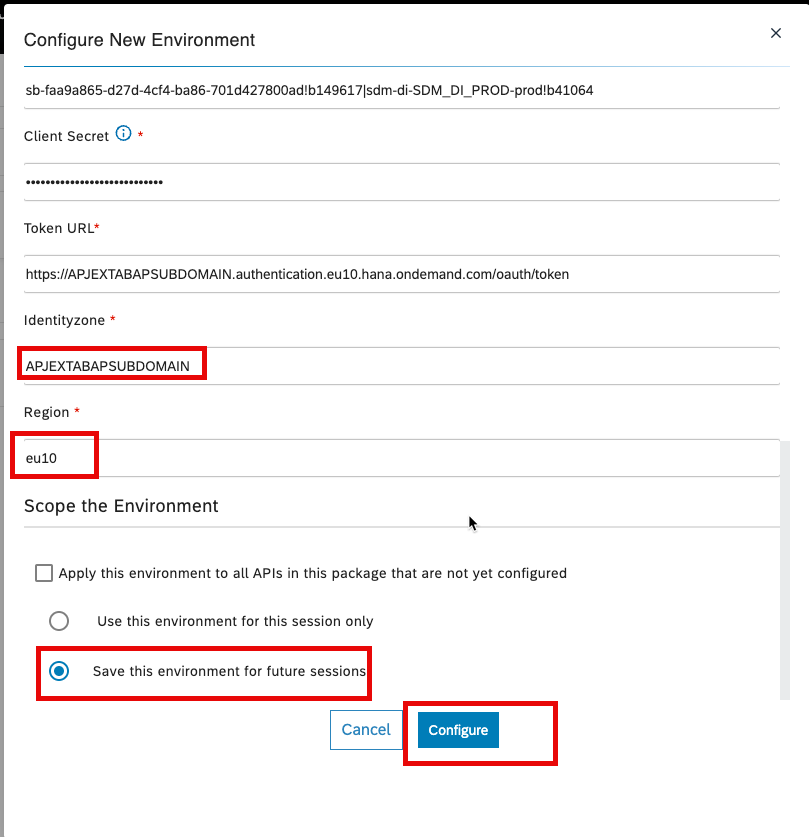 Configure New Environment
sb-faa9a865-d27d-4cf4-ba86-701d427800ad!b149617|sdm-di-SDM_DI_PROD-prod!b41064
Client Secret *
••••••••••••••••••••••••••••
Token URL*
https://APJEXTABAPSUBDOMAIN.authentication.eu10.hana.ondemand.com/oauth/token
Identityzone *
APJEXTABAPSUBDOMAIN
Region *
eu10
Scope the Environment
Apply this environment to all APIs in this package that are not yet configured
Use this environment for this session only
Save this environment for future sessions
Cancel Configure